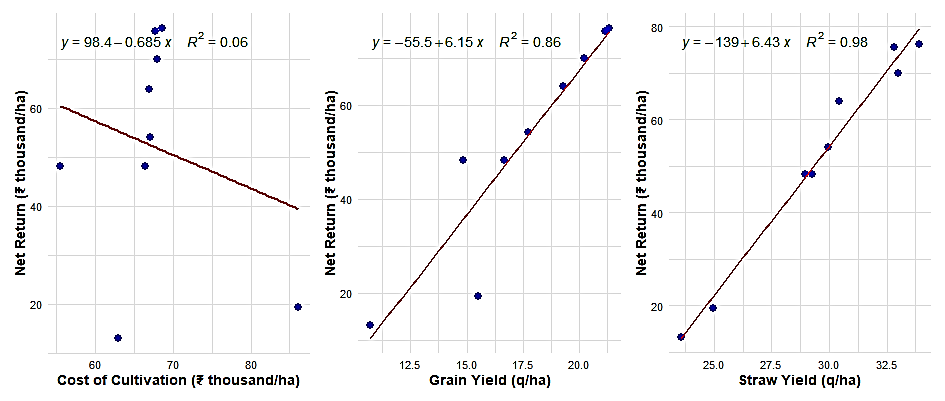 y = 98.4 − 0.685 x R² = 0.06
60
40
20
60 70 80
Cost of Cultivation (₹ thousand/ha)
Net Return (₹ thousand/ha)
y = −55.5 + 6.15 x R² = 0.86
60
40
20
12.5 15.0 17.5 20.0
Grain Yield (q/ha)
Net Return (₹ thousand/ha)
y = −139 + 6.43 x R² = 0.98
80
60
40
20
25.0 27.5 30.0 32.5
Straw Yield (q/ha)
Net Return (₹ thousand/ha)